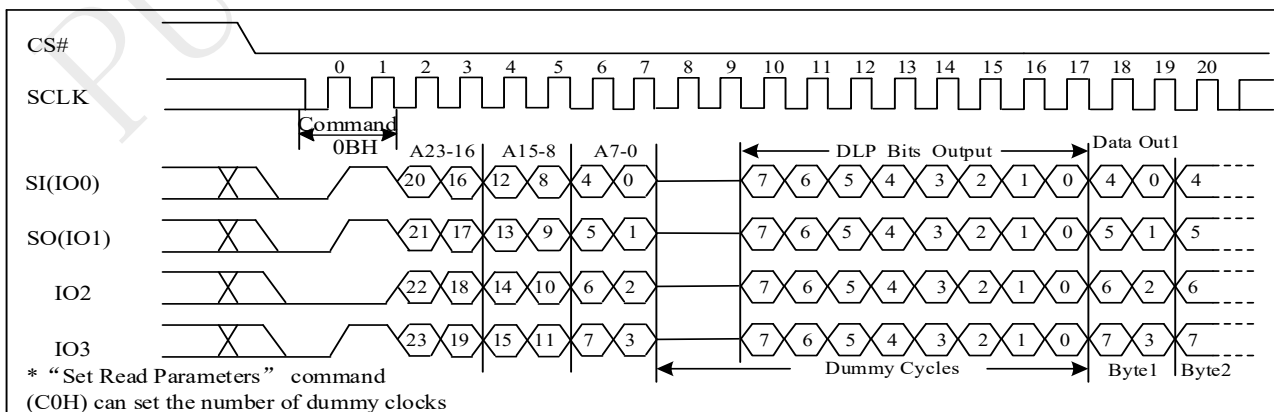 CS#
0 1 2 3 4 5 6 7 8 9 10 11 12 13 14 15 16 17 18 19 20
SCLK
Command
0BH
A23-16 A15-8 A7-0 DLP Bits Output Data Out1
SI(IO0) 20 16 12 8 4 0 7 6 5 4 3 2 1 0 4 0 4
SO(IO1) 21 17 13 9 5 1 7 6 5 4 3 2 1 0 5 1 5
IO2 22 18 14 10 6 2 7 6 5 4 3 2 1 0 6 2 6
IO3 23 19 15 11 7 3 7 6 5 4 3 2 1 0 7 3 7
* “Set Read Parameters” command Dummy Cycles Byte1 Byte2
(C0H) can set the number of dummy clocks